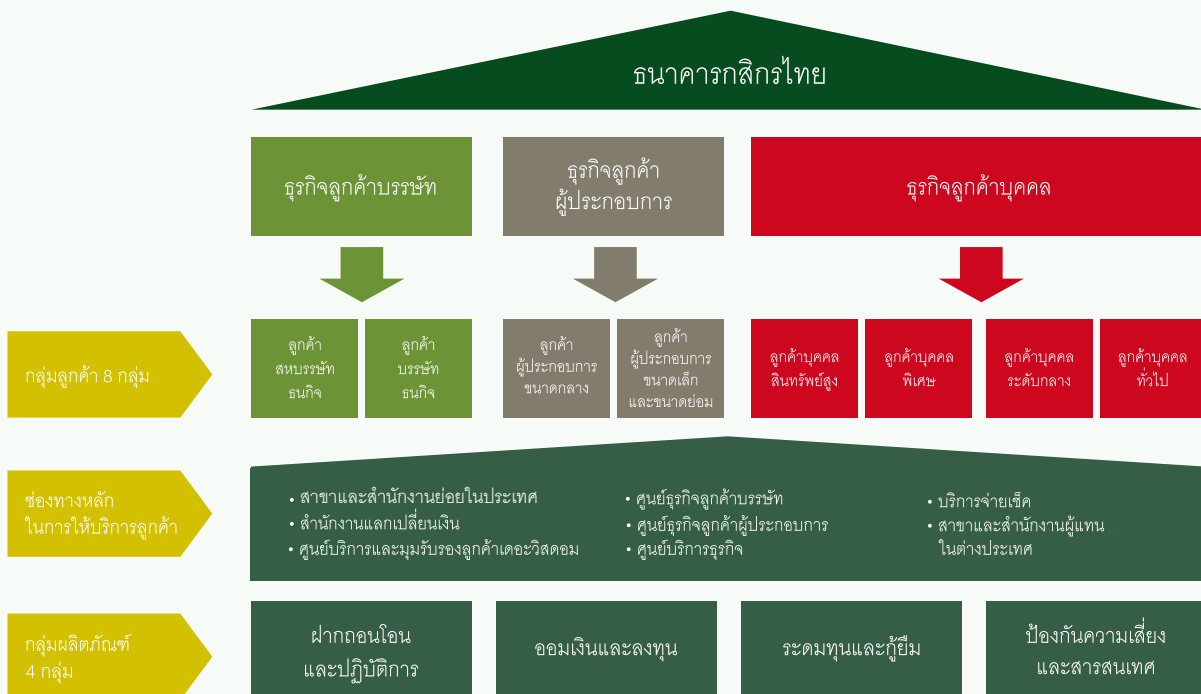 ธนาคารกสิกรไทย
ธุรกิจลูกค้าบรรษัท
ธุรกิจลูกค้า
ผู้ประกอบการ
ธุรกิจลูกค้าบุคคล
กลุ่มลูกค้า 8 กลุ่ม
ลูกค้า
สหบรรษัท
ธนกิจ
ลูกค้า
บรรษัท
ธนกิจ
ลูกค้า
ผู้ประกอบการ
ขนาดกลาง
ลูกค้า
ผู้ประกอบการ
ขนาดเล็ก
และขนาดย่อม
ลูกค้าบุคคล
สินทรัพย์สูง
ลูกค้าบุคคล
พิเศษ
ลูกค้าบุคคล
ระดับกลาง
ลูกค้าบุคคล
ทั่วไป
ช่องทางหลัก
ในการให้บริการลูกค้า
• สาขาและสำนักงานย่อยในประเทศ
• สำนักงานแลกเปลี่ยนเงิน
• ศูนย์บริการและมุมรับรองลูกค้าเดอะวิสดอม
• ศูนย์ธุรกิจลูกค้าบรรษัท
• ศูนย์ธุรกิจลูกค้าผู้ประกอบการ
• ศูนย์บริการธุรกิจ
• บริการจ่ายเช็ค
• สาขาและสำนักงานผู้แทน...
ในต่างประเทศ
กลุ่มผลิตภัณฑ์
4 กลุ่ม
ฝากถอนโอน
และปฏิบัติการ
ออมเงินและลงทุน
ระดมทุนและกู้ยืม
ป้องกันความเสี่ยง
และสารสนเทศ